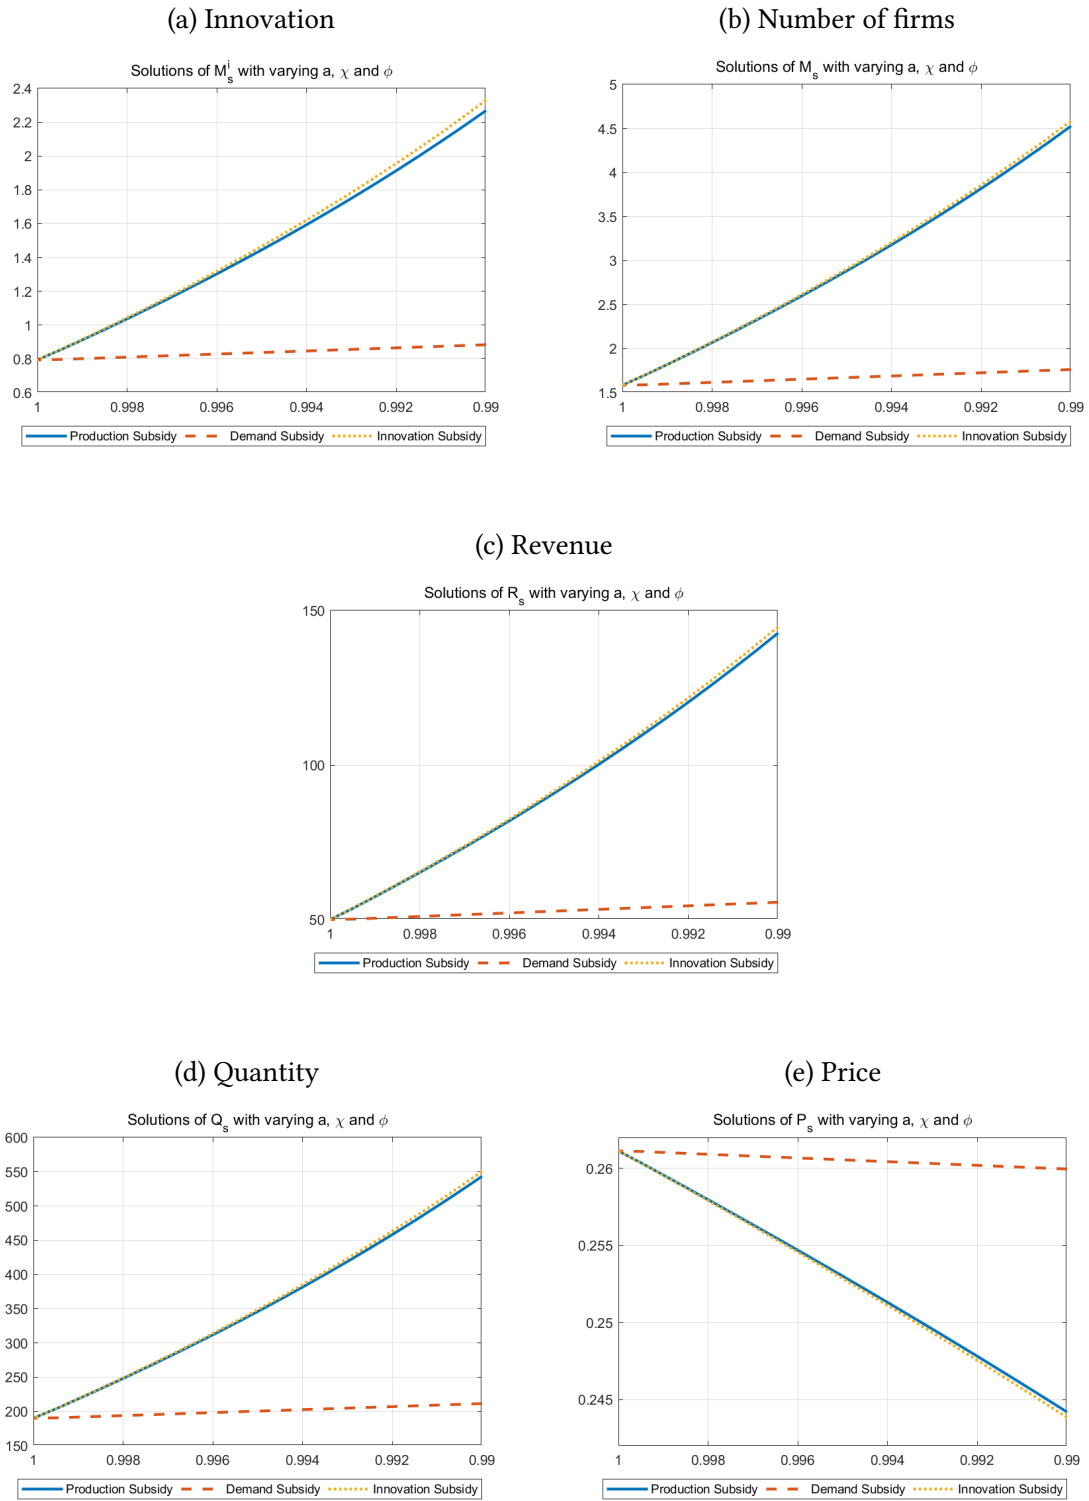 (a) Innovation
Solutions of M_s^i with varying a, χ and ϕ
2.4
2.2
2
1.8
1.6
1.4
1.2
1
0.8
0.6
1 0.998 0.996 0.994 0.992 0.99
Production Subsidy Demand Subsidy Innovation Subsidy
(b) Number of firms
Solutions of M_s with varying a, χ and ϕ
5
4.5
4
3.5
3
2.5
2
1.5
1 0.998 0.996 0.994 0.992 0.99
Production Subsidy Demand Subsidy Innovation Subsidy
(c) Revenue
Solutions of R_s with varying a, χ and ϕ
150
100
50
1 0.998 0.996 0.994 0.992 0.99
Production Subsidy Demand Subsidy Innovation Subsidy
(d) Quantity
Solutions of Q_s with varying a, χ and ϕ
600
550
500
450
400
350
300
250
200
150
1 0.998 0.996 0.994 0.992 0.99
Production Subsidy Demand Subsidy Innovation Subsidy
(e) Price
Solutions of P_s with varying a, χ and ϕ
0.26
0.255
0.25
0.245
1 0.998 0.996 0.994 0.992 0.99
Production Subsidy Demand Subsidy Innovation Subsidy